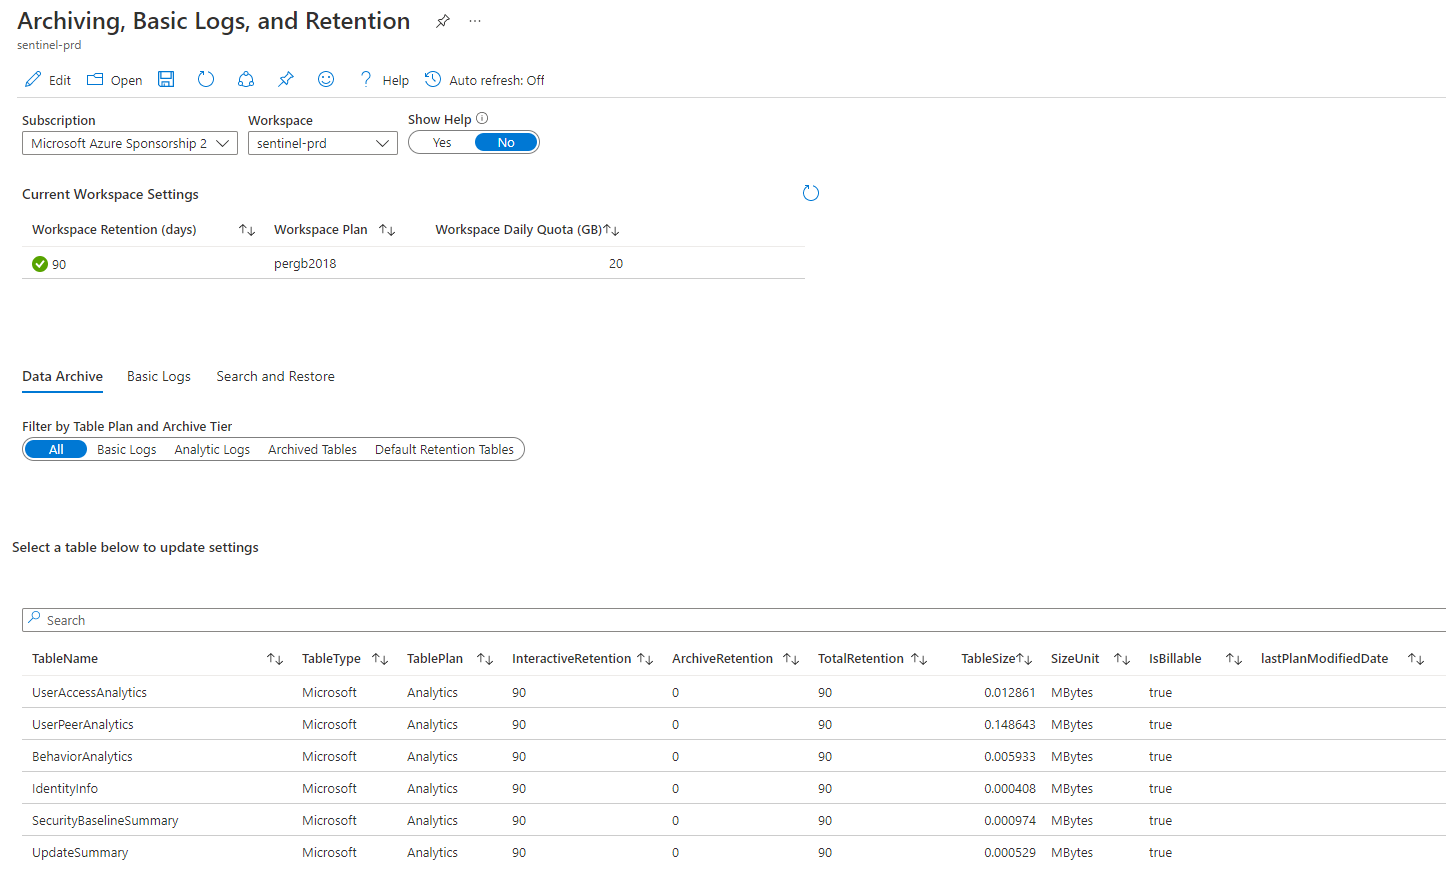 Archiving, Basic Logs, and Retention
sentinel-prd
Edit Open Help Auto refresh: Off
Subscription Workspace Show Help
Microsoft Azure Sponsorship 2 sentinel-prd Yes No
Current Workspace Settings
Workspace Retention (days) Workspace Plan Workspace Daily Quota (GB)
90 pergb2018 20
Data Archive Basic Logs Search and Restore
Filter by Table Plan and Archive Tier
All Basic Logs Analytic Logs Archived Tables Default Retention Tables
Select a table below to update settings
Search
TableName TableType TablePlan InteractiveRetention ArchiveRetention TotalRetention TableSize SizeUnit IsBillable lastPlanModifiedDate
UserAccessAnalytics Microsoft Analytics 90 0 90 0.012861 MBytes true
UserPeerAnalytics Microsoft Analytics 90 0 90 0.148643 MBytes true
BehaviorAnalytics Microsoft Analytics 90 0 90 0.005933 MBytes true
IdentityInfo Microsoft Analytics 90 0 90 0.000408 MBytes true
SecurityBaselineSummary Microsoft Analytics 90 0 90 0.000974 MBytes true
UpdateSummary Microsoft Analytics 90 0 90 0.000529 MBytes true